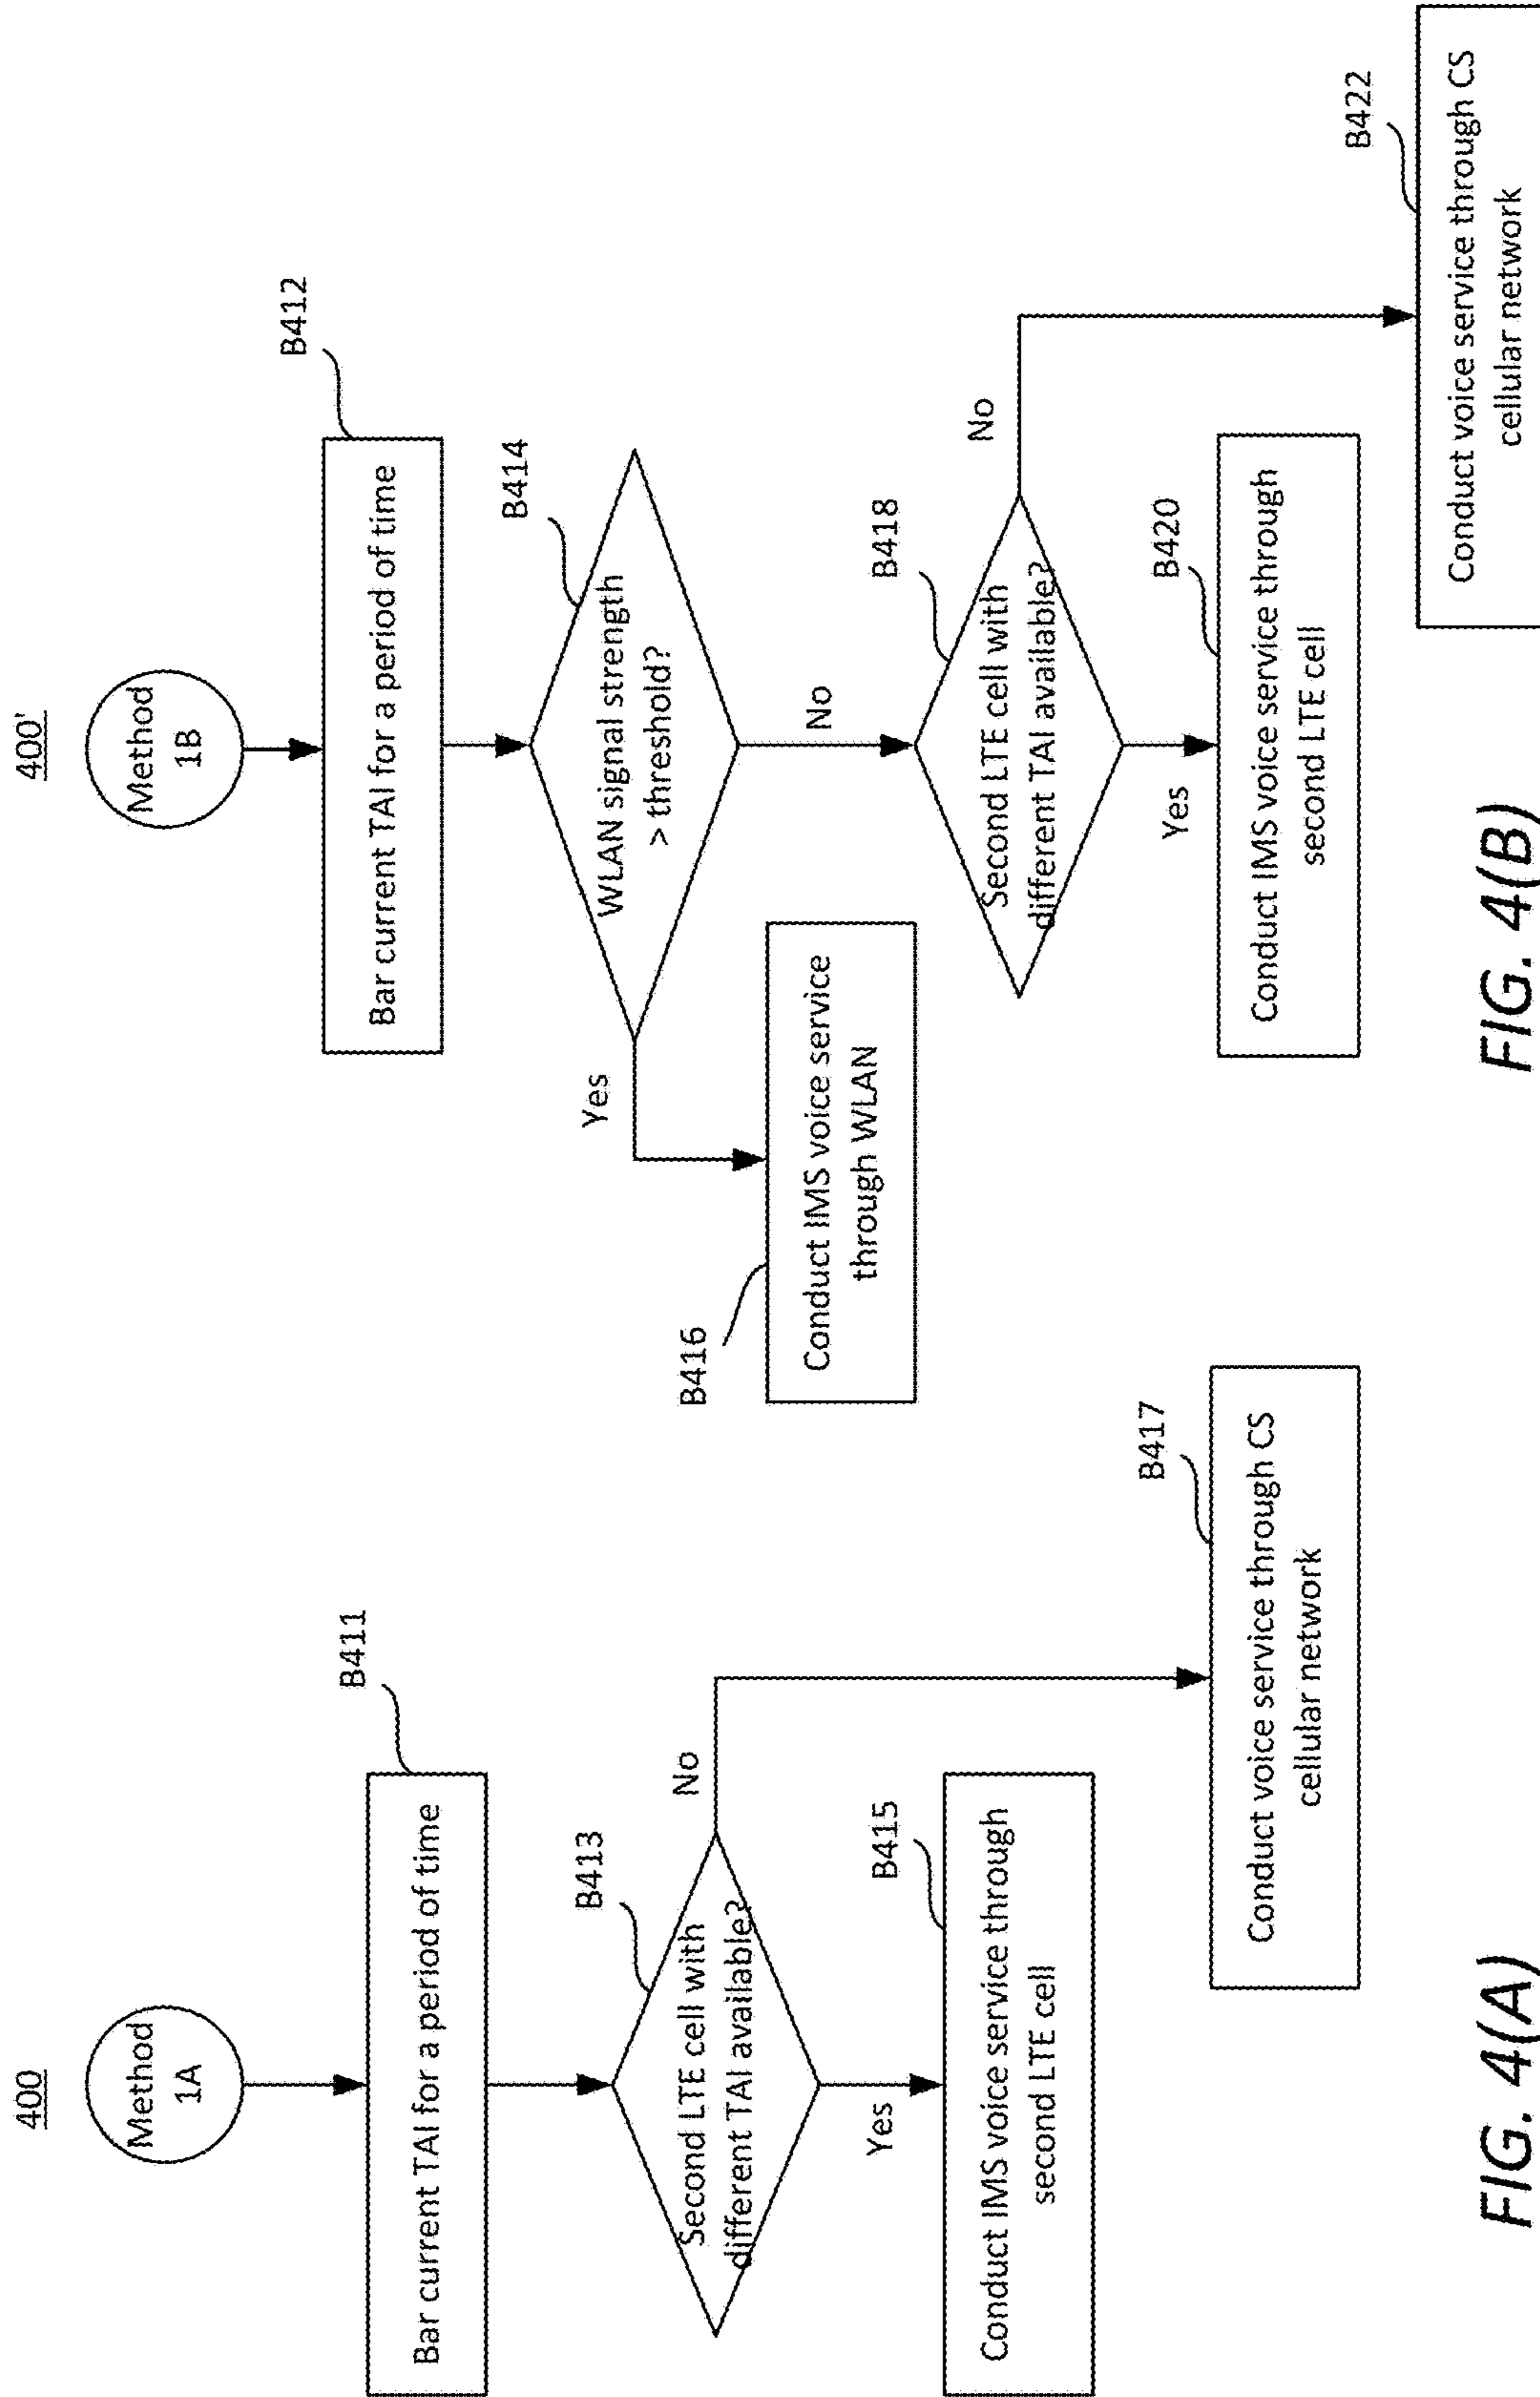 400
Method
1A
B411
Bar current TAI for a period of time
B413
Second LTE cell with
different TAI available?
No
Yes
B415
Conduct IMS voice service through
second LTE cell
B417
Conduct voice service through CS
cellular network
FIG. 4(A)
400'
Method
1B
B412
Bar current TAI for a period of time
B414
WLAN signal strength
> threshold?
Yes
No
B416
Conduct IMS voice service
through WLAN
B418
Second LTE cell with
different TAI available?
No
Yes
B420
Conduct IMS voice service through
second LTE cell
B422
Conduct voice service through CS
cellular network
FIG. 4(B)